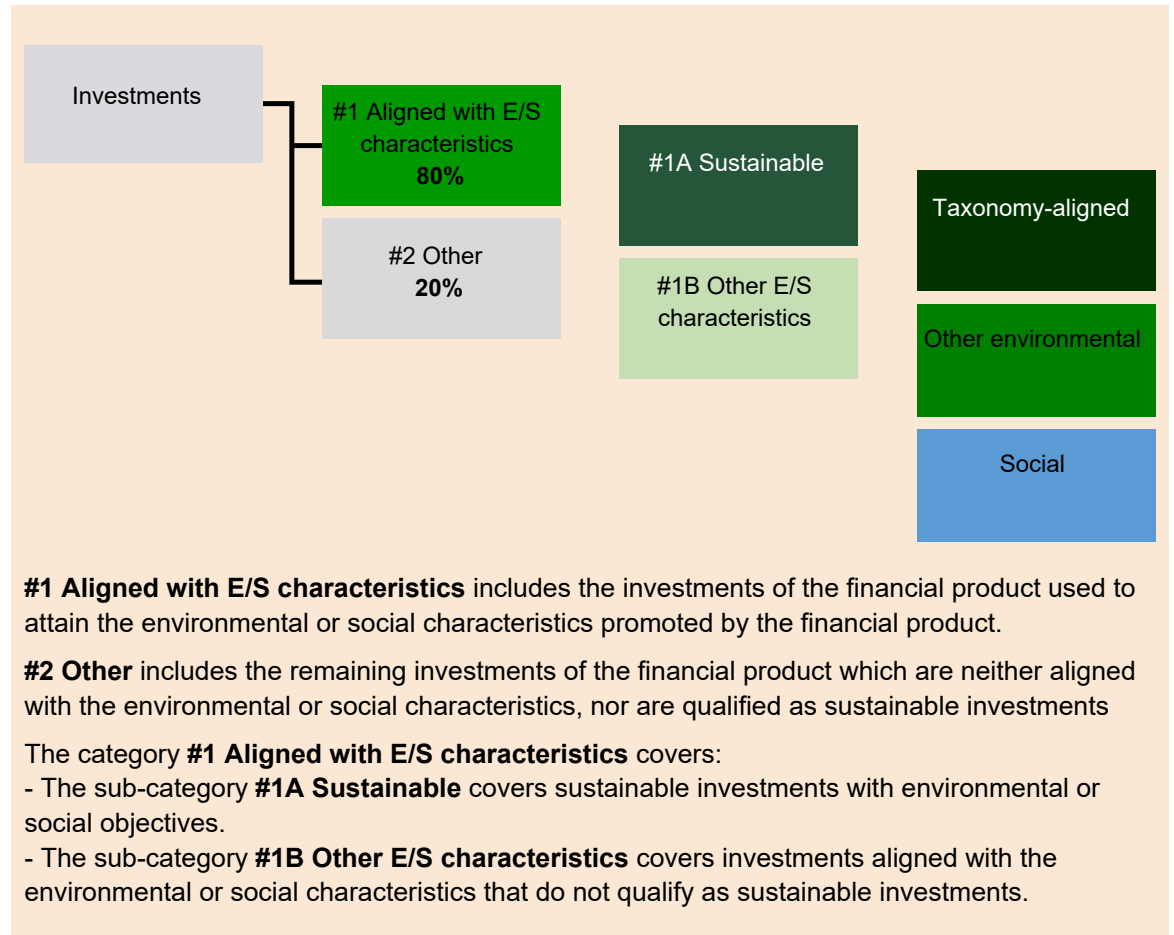 Investments
#1 Aligned with E/S
characteristics
80%
#2 Other
20%
#1A Sustainable
#1B Other E/S
characteristics
Taxonomy-aligned
Other environmental
Social
#1 Aligned with E/S characteristics includes the investments of the financial product used to
attain the environmental or social characteristics promoted by the financial product.
#2 Other includes the remaining investments of the financial product which are neither aligned
with the environmental or social characteristics, nor are qualified as sustainable investments
The category #1 Aligned with E/S characteristics covers:
- The sub-category #1A Sustainable covers sustainable investments with environmental or
social objectives.
- The sub-category #1B Other E/S characteristics covers investments aligned with the
environmental or social characteristics that do not qualify as sustainable investments.